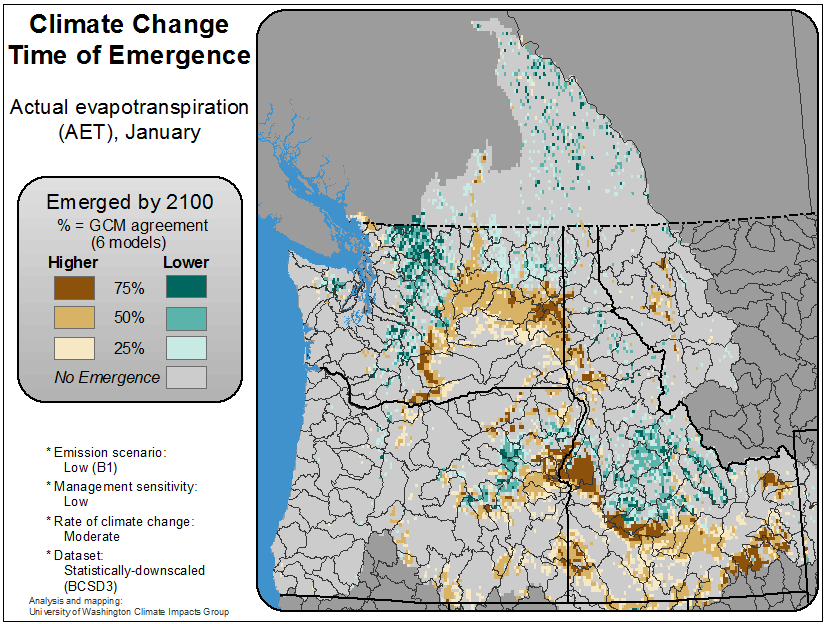 Climate Change
Time of Emergence
Actual evapotranspiration
(AET), January
Emerged by 2100
% = GCM agreement
(6 models)
Higher Lower
75%
50%
25%
No Emergence
* Emission scenario:
Low (B1)
* Management sensitivity:
Low
* Rate of climate change:
Moderate
* Dataset:
Statistically-downscaled
(BCSD3)
Analysis and mapping:
University of Washington Climate Impacts Group